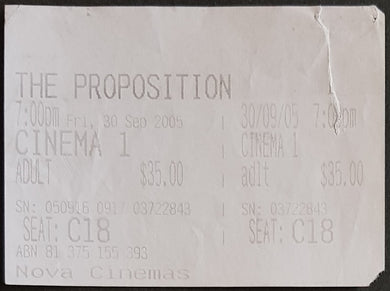 THE PROPOSITION
7:00pm Fri, 30 Sep 2005 | 30/09/05 7:00pm
CINEMA 1 | CINEMA 1
ADULT $35.00 | adlt $35.00
SN: 050916 0917 03722843 | SN: 03722843
SEAT: C18 | SEAT: C18
ABN 81 375 155 393
Nova Cinemas